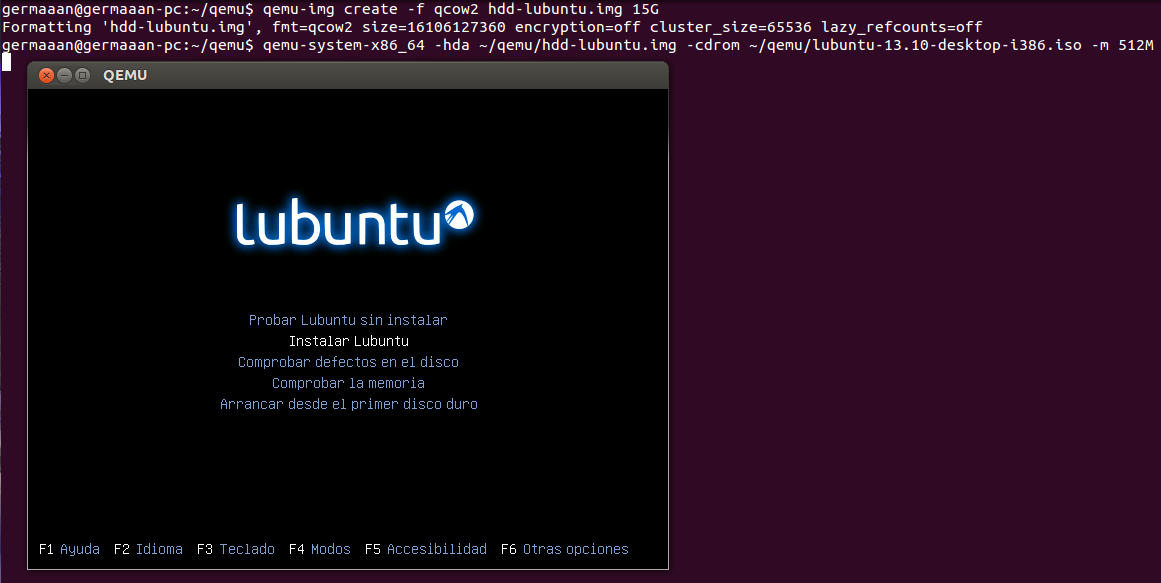 germaaan@germaaan-pc:~/qemu$ qemu-img create -f qcow2 hdd-lubuntu.img 15G
Formatting 'hdd-lubuntu.img', fmt=qcow2 size=16106127360 encryption=off cluster_size=65536 lazy_refcounts=off
germaaan@germaaan-pc:~/qemu$ qemu-system-x86_64 -hda ~/qemu/hdd-lubuntu.img -cdrom ~/qemu/lubuntu-13.10-desktop-i386.iso -m 512M
QEMU
lubuntu
Probar Lubuntu sin instalar
Instalar Lubuntu
Comprobar defectos en el disco
Comprobar la memoria
Arrancar desde el primer disco duro
F1 Ayuda F2 Idioma F3 Teclado F4 Modos F5 Accesibilidad F6 Otras opciones